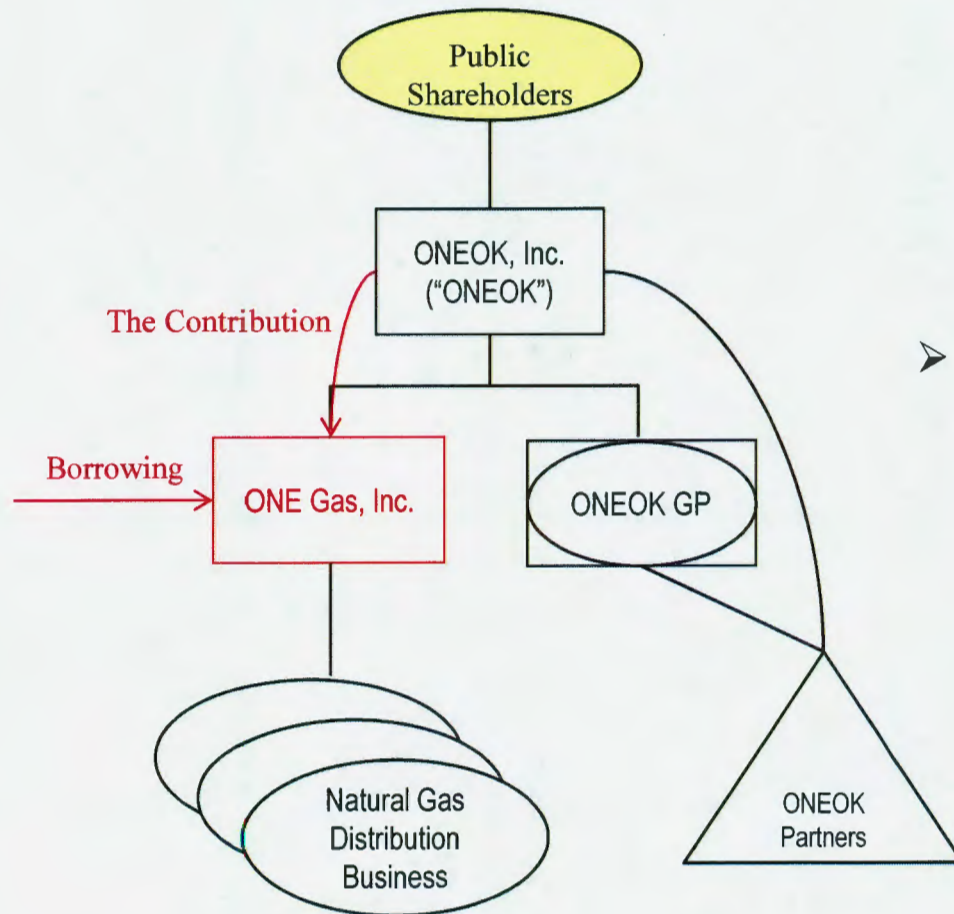 Public
Shareholders
ONEOK, Inc.
(“ONEOK”)
The Contribution
Borrowing
ONE Gas, Inc.
ONEOK GP
Natural Gas
Distribution
Business
ONEOK
Partners